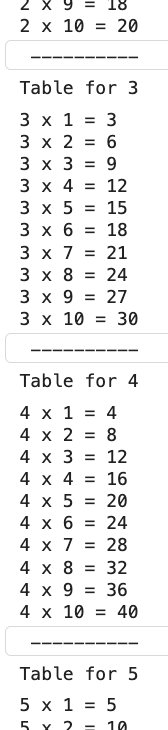 2 x 9 = 18
2 x 10 = 20
__________
Table for 3
3 x 1 = 3
3 x 2 = 6
3 x 3 = 9
3 x 4 = 12
3 x 5 = 15
3 x 6 = 18
3 x 7 = 21
3 x 8 = 24
3 x 9 = 27
3 x 10 = 30
__________
Table for 4
4 x 1 = 4
4 x 2 = 8
4 x 3 = 12
4 x 4 = 16
4 x 5 = 20
4 x 6 = 24
4 x 7 = 28
4 x 8 = 32
4 x 9 = 36
4 x 10 = 40
__________
Table for 5
5 x 1 = 5
5 x 2 = 10